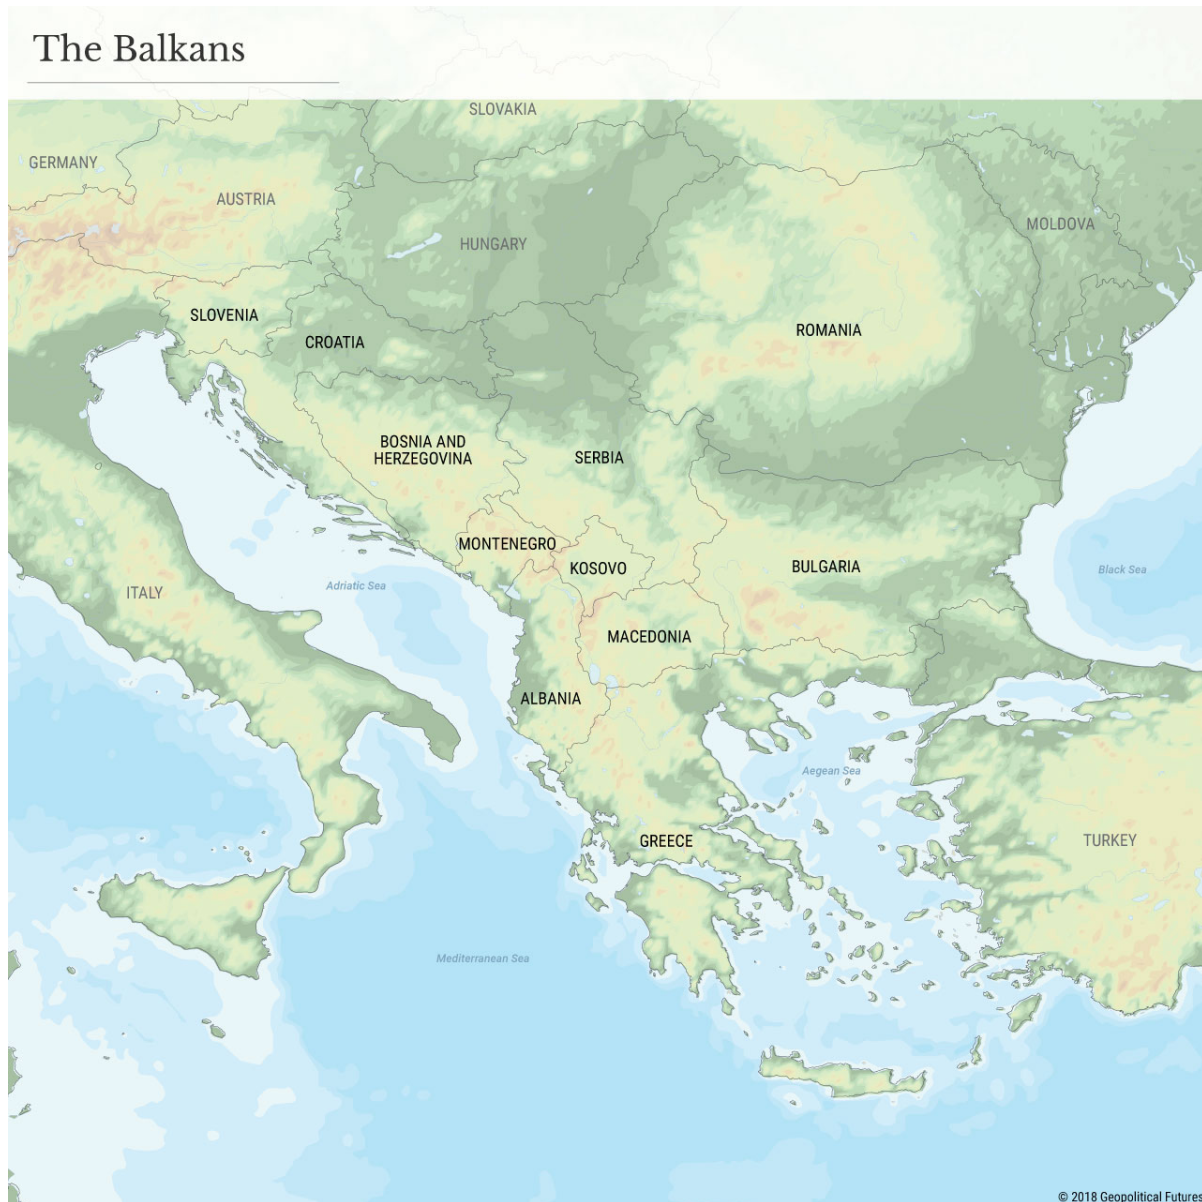 The Balkans
SLOVAKIA
GERMANY
AUSTRIA
MOLDOVA
HUNGARY
SLOVENIA
CROATIA
ROMANIA
BOSNIA AND
HERZEGOVINA
SERBIA
MONTENEGRO
KOSOVO
BULGARIA
Black Sea
Adriatic Sea
ITALY
MACEDONIA
ALBANIA
Aegean Sea
GREECE
TURKEY
Mediterranean Sea
© 2018 Geopolitical Futures